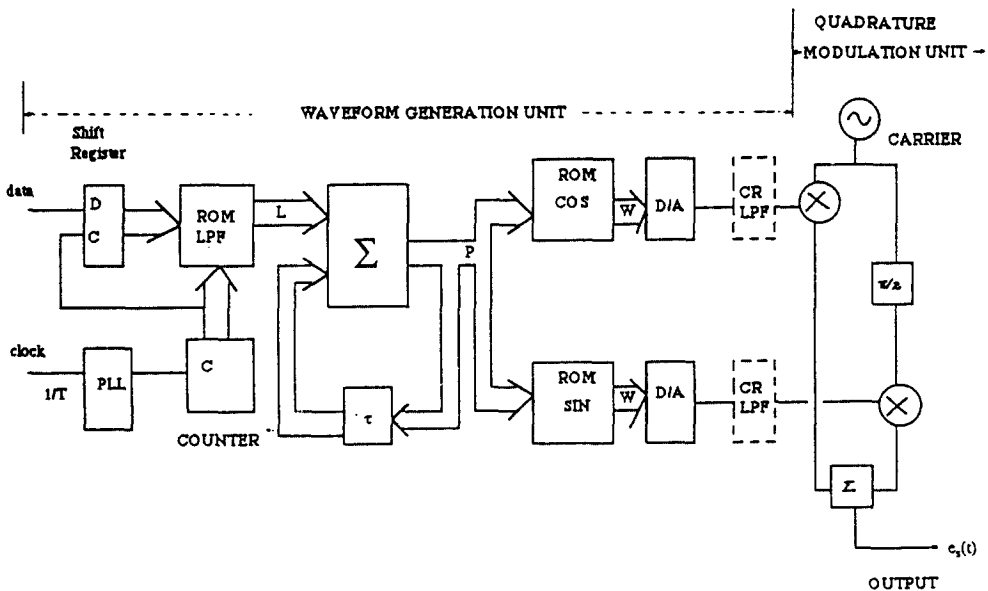 QUADRATURE
MODULATION UNIT
WAVEFORM GENERATION UNIT
Shift
Register
CARRIER
data
D
C
ROM
LPF
L
Σ
P
ROM
COS
W
D/A
CR
LPF
π/2
clock
1/T
PLL
C
COUNTER
τ
ROM
SIN
W
D/A
CR
LPF
Σ
e_s(t)
OUTPUT